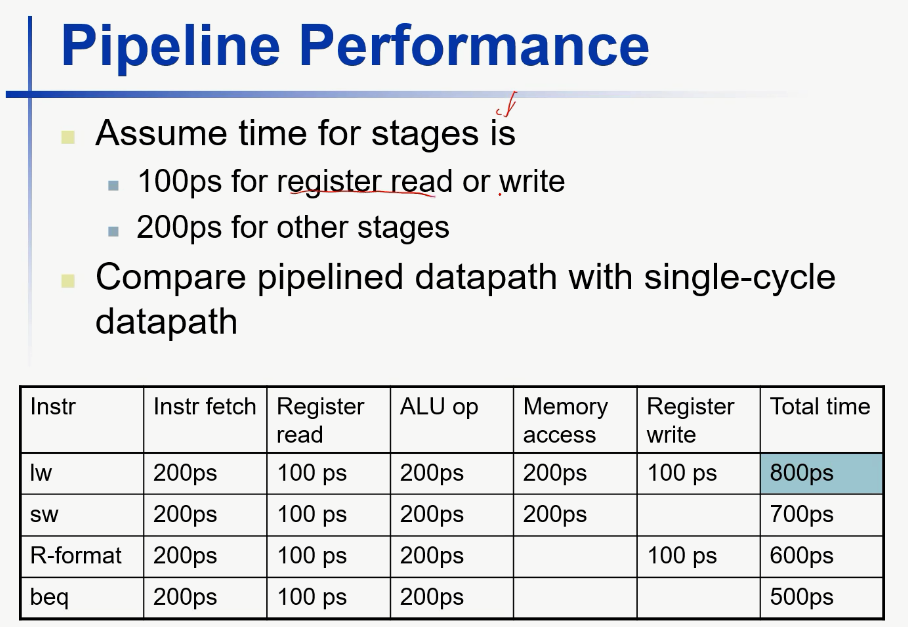 Pipeline Performance
Assume time for stages is
100ps for register read or write
200ps for other stages
Compare pipelined datapath with single-cycle
datapath
Instr Instr fetch Register read ALU op Memory access Register write Total time
lw 200ps 100 ps 200ps 200ps 100 ps 800ps
sw 200ps 100 ps 200ps 200ps 700ps
R-format 200ps 100 ps 200ps 100 ps 600ps
beq 200ps 100 ps 200ps 500ps